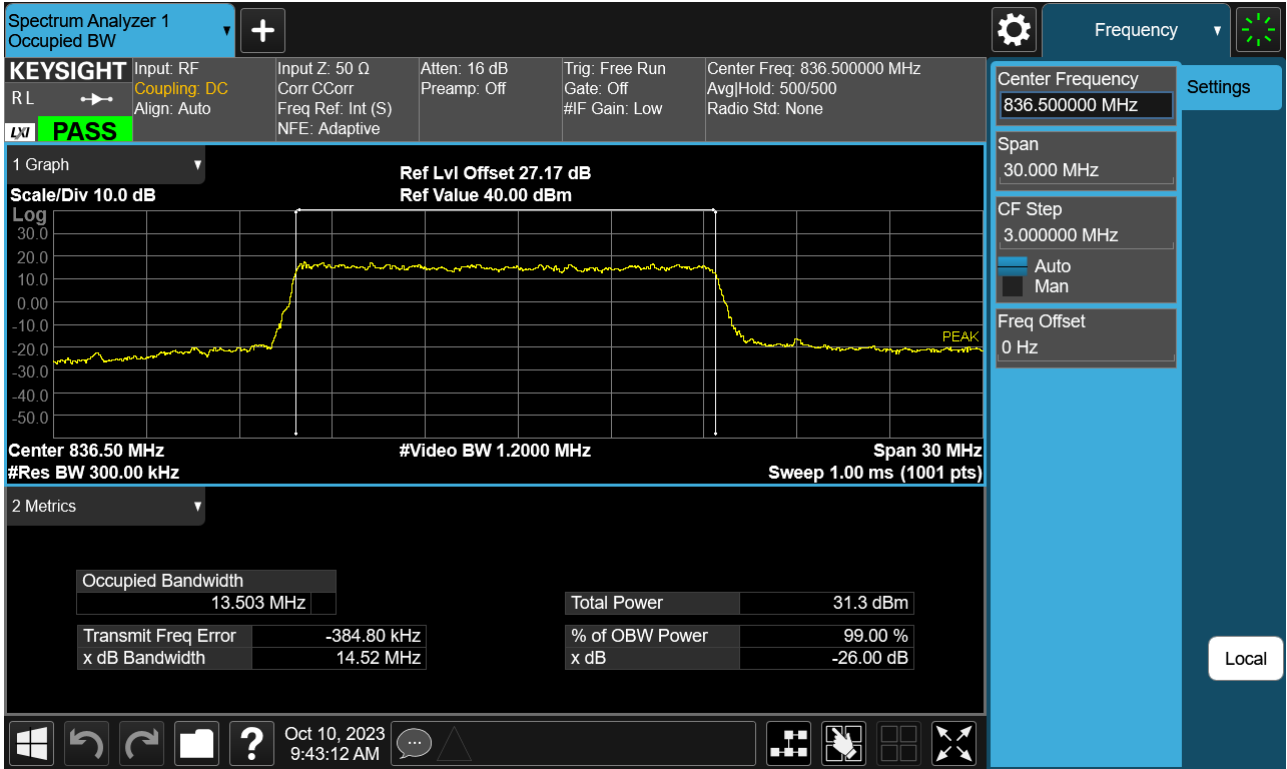 Spectrum Analyzer 1
Occupied BW
Frequency
KEYSIGHT
R L
LXI
PASS
Input: RF
Coupling: DC
Align: Auto
Input Z: 50 Ω
Corr CCorr
Freq Ref: Int (S)
NFE: Adaptive
Atten: 16 dB
Preamp: Off
Trig: Free Run
Gate: Off
#IF Gain: Low
Center Freq: 836.500000 MHz
Avg|Hold: 500/500
Radio Std: None
Center Frequency
836.500000 MHz
Settings
Span
30.000 MHz
CF Step
3.000000 MHz
Auto
Man
Freq Offset
0 Hz
Local
1 Graph
Scale/Div 10.0 dB
Ref Lvl Offset 27.17 dB
Ref Value 40.00 dBm
Log
30.0
20.0
10.0
0.00
-10.0
-20.0
-30.0
-40.0
-50.0
PEAK
Center 836.50 MHz
#Video BW 1.2000 MHz
Span 30 MHz
#Res BW 300.00 kHz
Sweep 1.00 ms (1001 pts)
2 Metrics
Occupied Bandwidth
13.503 MHz
Total Power 31.3 dBm
Transmit Freq Error -384.80 kHz
% of OBW Power 99.00 %
x dB Bandwidth 14.52 MHz
x dB -26.00 dB
?
Oct 10, 2023
9:43:12 AM